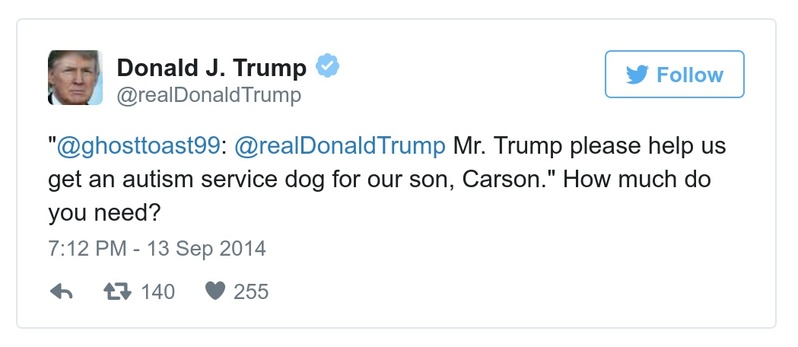 Donald J. Trump
@realDonaldTrump
Follow
"@ghosttoast99: @realDonaldTrump Mr. Trump please help us
get an autism service dog for our son, Carson." How much do
you need?
7:12 PM - 13 Sep 2014
140 255